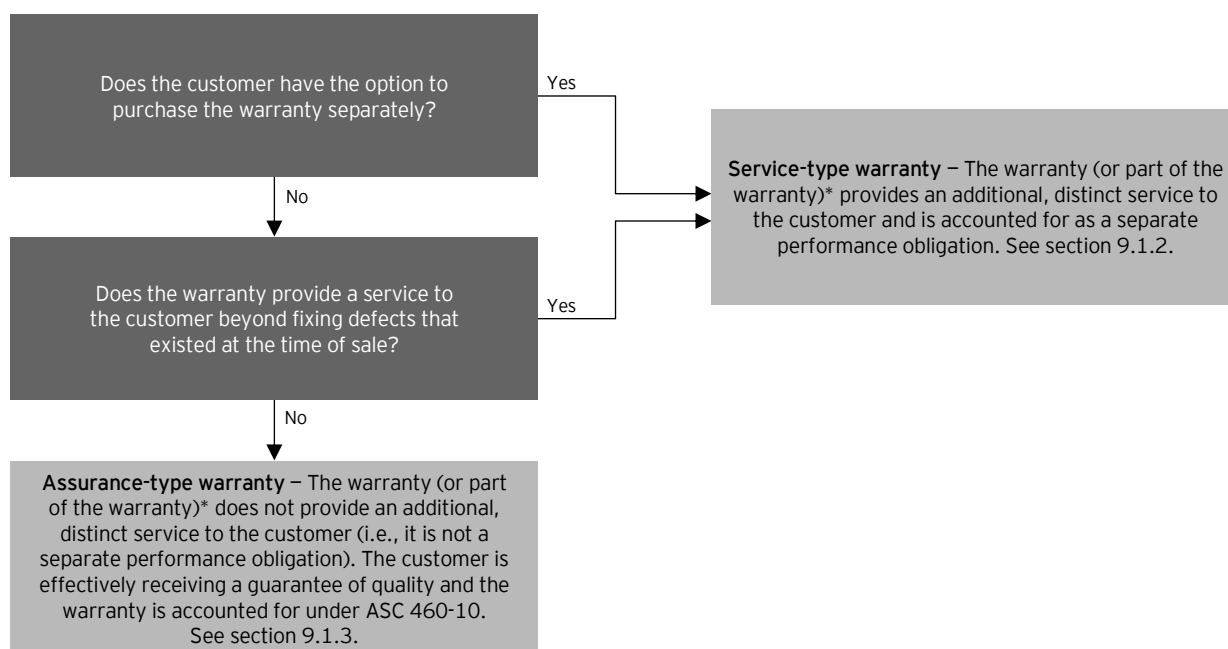 Does the customer have the option to
purchase the warranty separately?
Yes
No
Service-type warranty – The warranty (or part of the
warranty)* provides an additional, distinct service to
the customer and is accounted for as a separate
performance obligation. See section 9.1.2.
Does the warranty provide a service to
the customer beyond fixing defects that
existed at the time of sale?
Yes
No
Assurance-type warranty – The warranty (or part
of the warranty)* does not provide an additional,
distinct service to the customer (i.e., it is not a
separate performance obligation). The customer is
effectively receiving a guarantee of quality and the
warranty is accounted for under ASC 460-10.
See section 9.1.3.